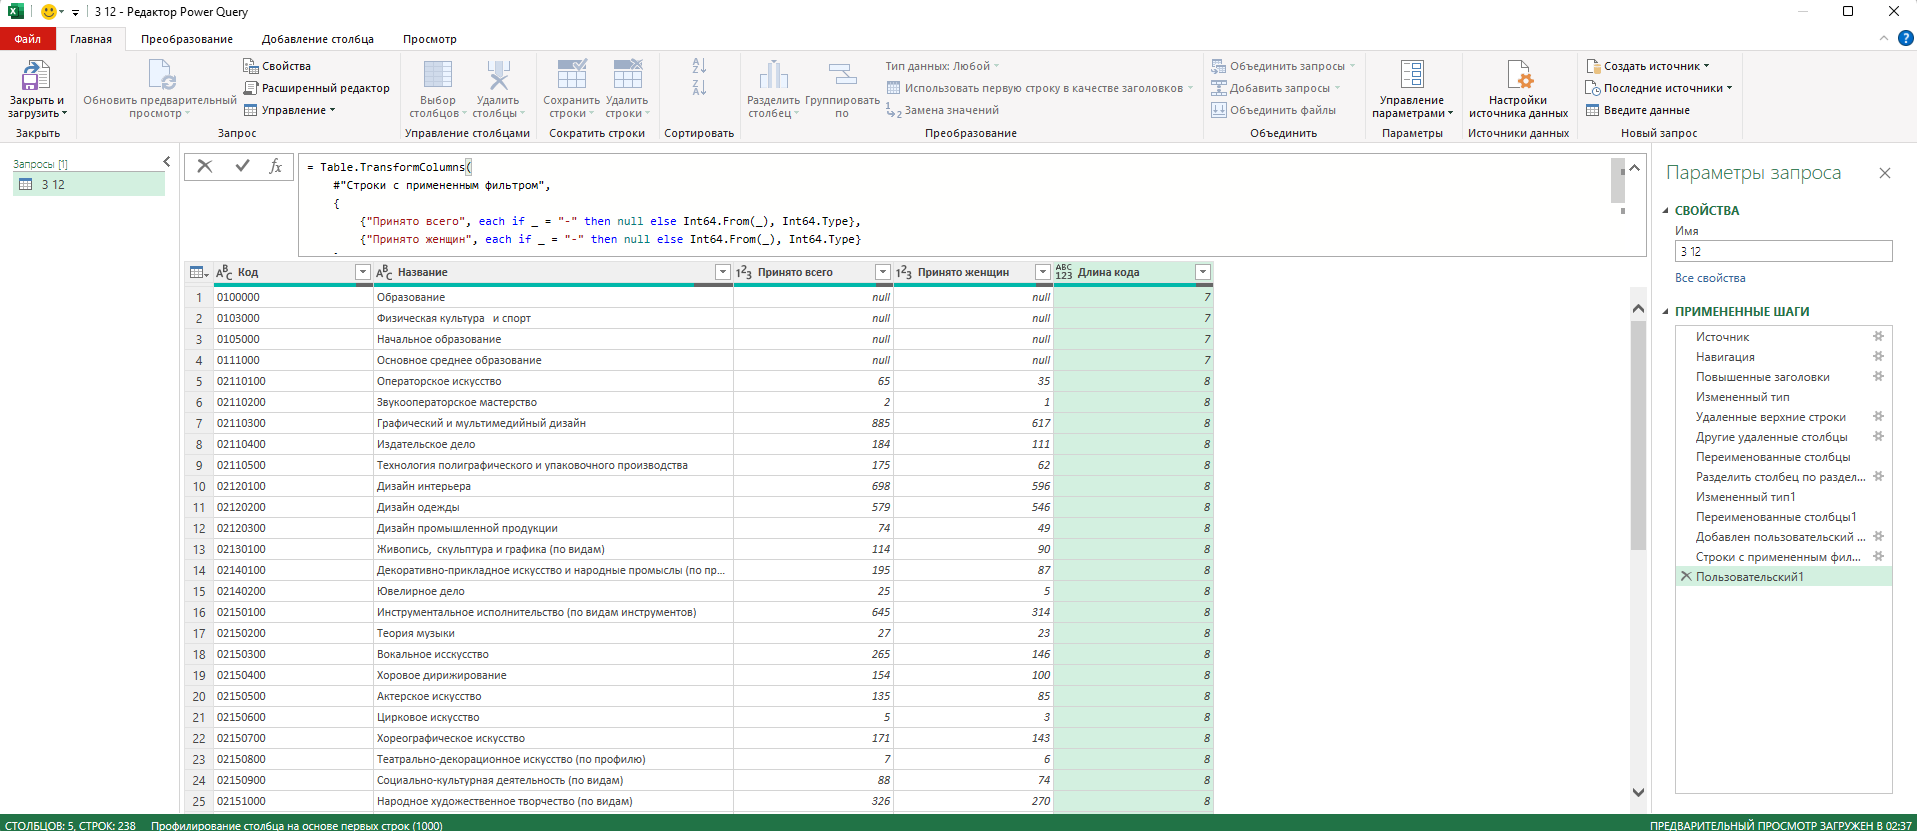 3 12 - Редактор Power Query
Файл Главная Преобразование Добавление столбца Просмотр
Закрыть и загрузить
Закрыть
Обновить предварительный просмотр
Свойства
Расширенный редактор
Управление
Запрос
Выбор столбцов
Удалить столбцы
Управление столбцами
Сохранить строки
Удалить строки
Сократить строки
Сортировать
Разделить столбец
Группировать по
Тип данных: Любой
Использовать первую строку в качестве заголовков
Замена значений
Преобразование
Объединить запросы
Добавить запросы
Объединить файлы
Объединить
Управление параметрами
Параметры
Настройки источника данных
Источники данных
Создать источник
Последние источники
Введите данные
Новый запрос
Запросы [1]
3 12
= Table.TransformColumns(
#"Строки с примененным фильтром",
{
{"Принято всего", each if _ = "-" then null else Int64.From(_), Int64.Type},
{"Принято женщин", each if _ = "-" then null else Int64.From(_), Int64.Type}
Код Название Принято всего Принято женщин Длина кода
1 0100000 Образование null null 7
2 0103000 Физическая культура и спорт null null 7
3 0105000 Начальное образование null null 7
4 0111000 Основное среднее образование null null 7
5 02110100 Операторское искусство 65 35 8
6 02110200 Звукооператорское мастерство 2 1 8
7 02110300 Графический и мультимедийный дизайн 885 617 8
8 02110400 Издательское дело 184 111 8
9 02110500 Технология полиграфического и упаковочного производства 175 62 8
10 02120100 Дизайн интерьера 698 596 8
11 02120200 Дизайн одежды 579 546 8
12 02120300 Дизайн промышленной продукции 74 49 8
13 02130100 Живопись, скульптура и графика (по видам) 114 90 8
14 02140100 Декоративно-прикладное искусство и народные промыслы (по пр... 195 87 8
15 02140200 Ювелирное дело 25 5 8
16 02150100 Инструментальное исполнительство (по видам инструментов) 645 314 8
17 02150200 Теория музыки 27 23 8
18 02150300 Вокальное исскусство 265 146 8
19 02150400 Хоровое дирижирование 154 100 8
20 02150500 Актерское искусство 135 85 8
21 02150600 Цирковое искусство 5 3 8
22 02150700 Хореографическое искусство 171 143 8
23 02150800 Театрально-декорационное искусство (по профилю) 7 6 8
24 02150900 Социально-культурная деятельность (по видам) 88 74 8
25 02151000 Народное художественное творчество (по видам) 326 270 8
Параметры запроса
СВОЙСТВА
Имя
3 12
Все свойства
ПРИМЕНЕННЫЕ ШАГИ
Источник
Навигация
Повышенные заголовки
Измененный тип
Удаленные верхние строки
Другие удаленные столбцы
Переименованные столбцы
Разделить столбец по раздел...
Измененный тип1
Переименованные столбцы1
Добавлен пользовательский ...
Строки с примененным фил...
Пользовательский1
СТОЛБЦОВ: 5, СТРОК: 238 Профилирование столбца на основе первых строк (1000)
ПРЕДВАРИТЕЛЬНЫЙ ПРОСМОТР ЗАГРУЖЕН В 02:37